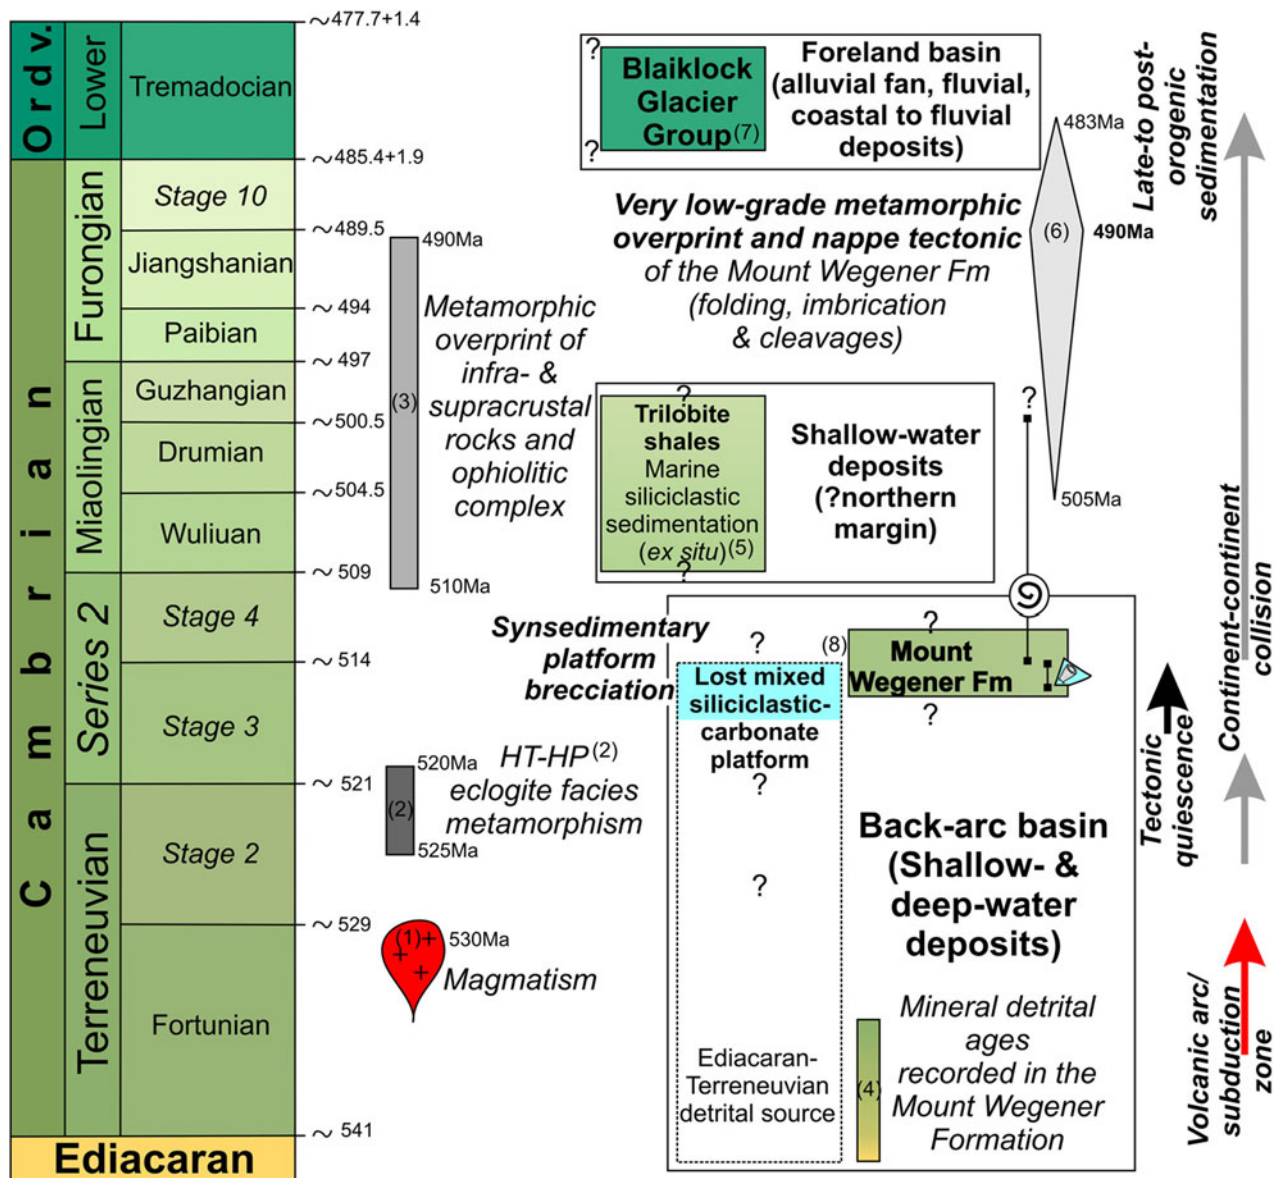 Ordv.
Lower
Tremadocian
~477.7+1.4
~485.4+1.9
Cambrian
Furongian
Stage 10
~489.5
Jiangshanian
~494
Paibian
~497
Miaolingian
Guzhangian
~500.5
Drumian
~504.5
Wuliuan
~509
Series 2
Stage 4
~514
Stage 3
~521
Terreneuvian
Stage 2
~529
Fortunian
~541
Ediacaran
490Ma
(3)
510Ma
Metamorphic
overprint of
infra- &
supracrustal
rocks and
ophiolitic
complex
520Ma
(2)
525Ma
HT-HP(2)
eclogite facies
metamorphism
(1)
530Ma
Magmatism
?
?
Blaiklock
Glacier
Group(7)
Foreland basin
(alluvial fan, fluvial,
coastal to fluvial
deposits)
Very low-grade metamorphic
overprint and nappe tectonic
of the Mount Wegener Fm
(folding, imbrication
& cleavages)
483Ma
(6)
490Ma
505Ma
?
?
Trilobite
shales
Marine
siliciclastic
sedimentation
(ex situ)(5)
?
Shallow-water
deposits
(?northern
margin)
Synsedimentary
platform
brecciation
?
Lost mixed
siliciclastic-
carbonate
platform
?
?
Ediacaran-
Terreneuvian
detrital source
(8)
?
Mount
Wegener Fm
?
Back-arc basin
(Shallow- &
deep-water
deposits)
(4)
Mineral detrital
ages
recorded in the
Mount Wegener
Formation
Late-to post-
orogenic
sedimentation
Continent-continent
collision
Tectonic
quiescence
Volcanic arc/
subduction
zone